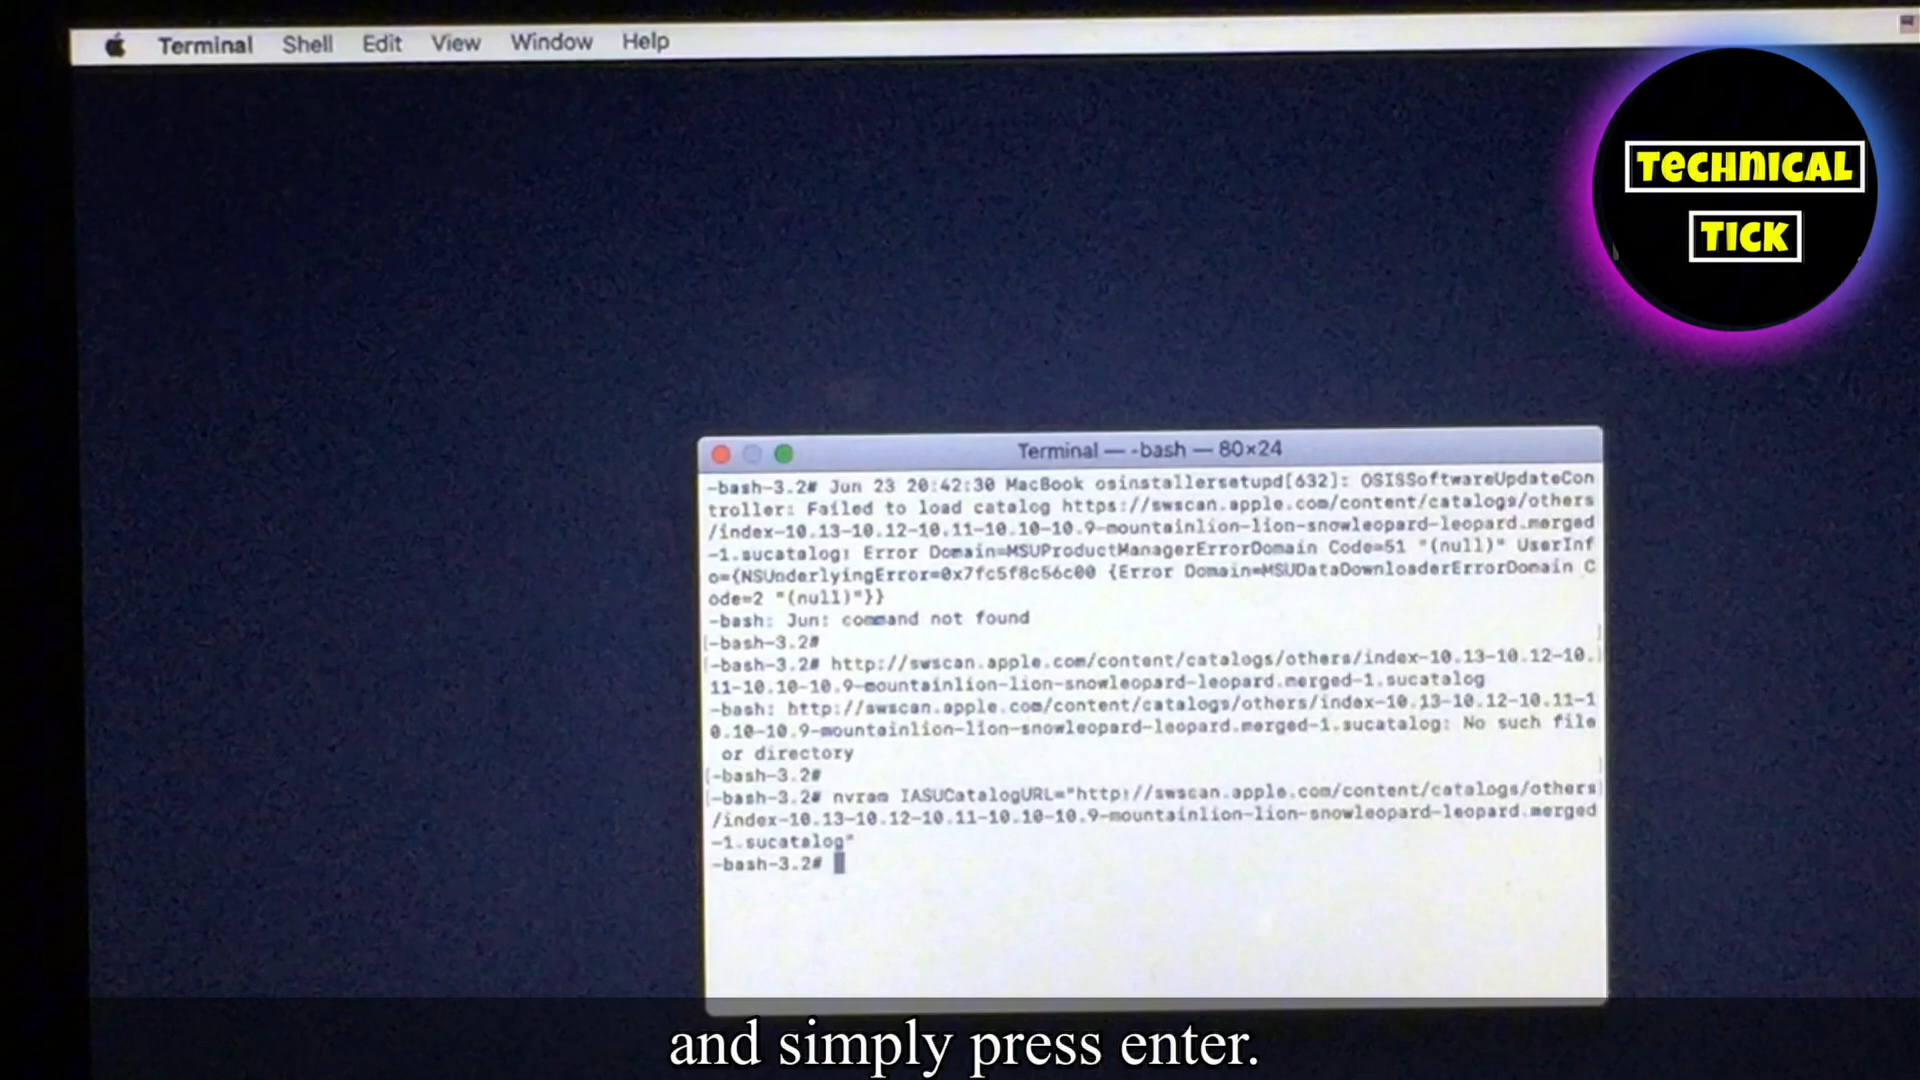 Terminal Shell Edit View Window Help
TECHNICAL
TICK
Terminal — -bash — 80×24
-bash-3.2# Jun 23 20:42:30 MacBook osinstallersetupd[632]: OSISSoftwareUpdateCon
troller: Failed to load catalog https://swscan.apple.com/content/catalogs/others
/index-10.13-10.12-10.11-10.10-10.9-mountainlion-lion-snowleopard-leopard.merged
-1.sucatalog: Error Domain=MSUProductManagerErrorDomain Code=51 "(null)" UserInf
o={NSUnderlyingError=0x7fc5f8c56c00 {Error Domain=MSUDataDownloaderErrorDomain C
ode=2 "(null)"}}
-bash: Jun: command not found
[-bash-3.2# ]
[-bash-3.2# http://swscan.apple.com/content/catalogs/others/index-10.13-10.12-10.]
11-10.10-10.9-mountainlion-lion-snowleopard-leopard.merged-1.sucatalog
-bash: http://swscan.apple.com/content/catalogs/others/index-10.13-10.12-10.11-1
0.10-10.9-mountainlion-lion-snowleopard-leopard.merged-1.sucatalog: No such file
or directory
[-bash-3.2# ]
[-bash-3.2# nvram IASUCatalogURL="http://swscan.apple.com/content/catalogs/others]
/index-10.13-10.12-10.11-10.10-10.9-mountainlion-lion-snowleopard-leopard.merged
-1.sucatalog"
-bash-3.2#
and simply press enter.